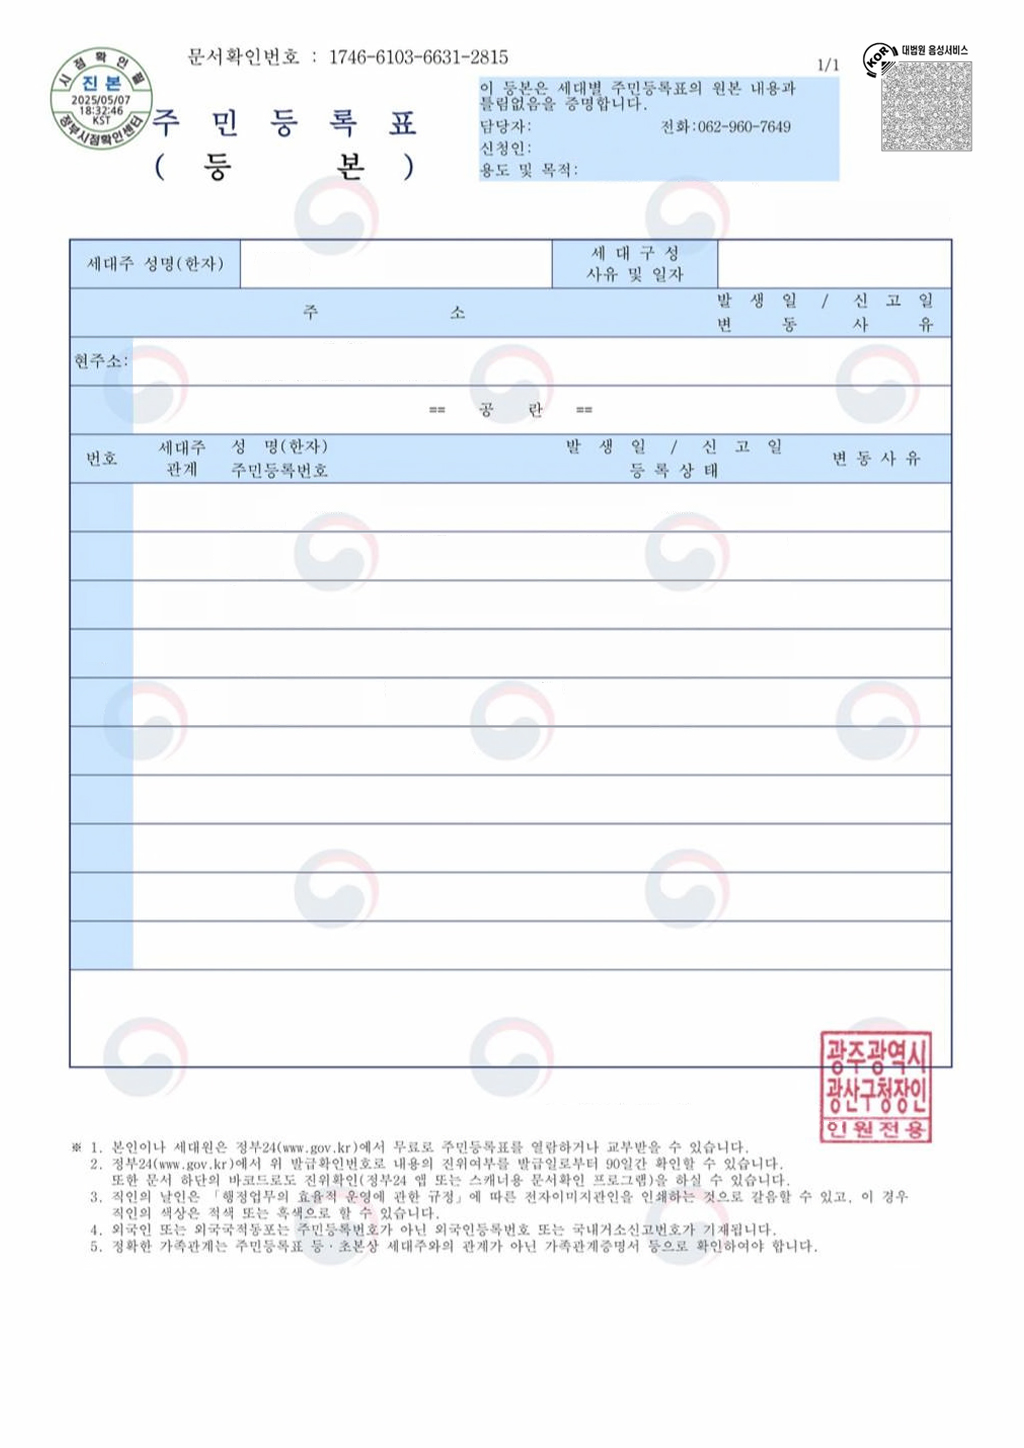 문서확인번호 : 1746-6103-6631-2815
1/1
대법원 음성서비스
KOR
시 점 확 인 필
진 본
2025/05/07
18:32:46
KST
정부시점확인센터
주 민 등 록 표
( 등 본 )
이 등본은 세대별 주민등록표의 원본 내용과
틀림없음을 증명합니다.
담당자: 전화:062-960-7649
신청인:
용도 및 목적:
세대주 성명(한자)
세 대 구 성
사유 및 일자
주 소
발 생 일 / 신 고 일
변 동 사 유
현주소:
== 공 란 ==
번호
세대주
관계
성 명(한자)
주민등록번호
발 생 일 / 신 고 일
등 록 상 태
변 동 사 유
광주광역시
광산구청장인
민원전용
※ 1. 본인이나 세대원은 정부24(www.gov.kr)에서 무료로 주민등록표를 열람하거나 교부받을 수 있습니다.
2. 정부24(www.gov.kr)에서 위 발급확인번호로 내용의 진위여부를 발급일로부터 90일간 확인할 수 있습니다.
또한 문서 하단의 바코드로도 진위확인(정부24 앱 또는 스캐너용 문서확인 프로그램)을 하실 수 있습니다.
3. 직인의 날인은 「행정업무의 효율적 운영에 관한 규정」에 따른 전자이미지관인을 인쇄하는 것으로 갈음할 수 있고, 이 경우
직인의 색상은 적색 또는 흑색으로 할 수 있습니다.
4. 외국인 또는 외국국적동포는 주민등록번호가 아닌 외국인등록번호 또는 국내거소신고번호가 기재됩니다.
5. 정확한 가족관계는 주민등록표 등·초본상 세대주와의 관계가 아닌 가족관계증명서 등으로 확인하여야 합니다.